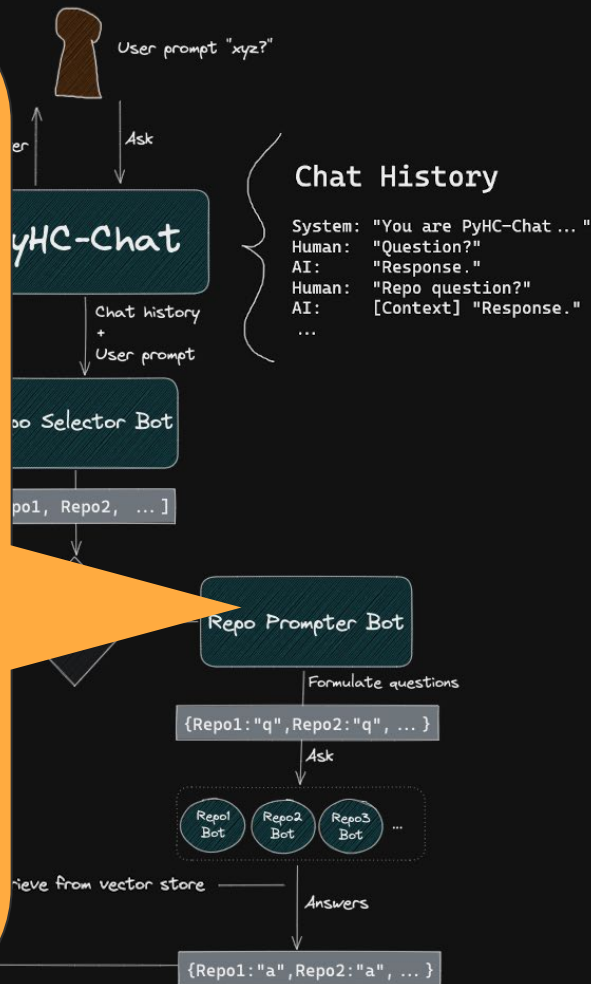 User prompt "xyz?"
er
Ask
yHC-Chat
Chat History
System: "You are PyHC-Chat ... "
Human: "Question?"
AI: "Response."
Human: "Repo question?"
AI: [Context] "Response."
...
Chat history
+
User prompt
po Selector Bot
po1, Repo2, ... ]
Repo Prompter Bot
Formulate questions
{Repo1:"q",Repo2:"q", ... }
Ask
Repo1
Bot
Repo2
Bot
Repo3
Bot
...
rieve from vector store
Answers
{Repo1:"a",Repo2:"a", ... }